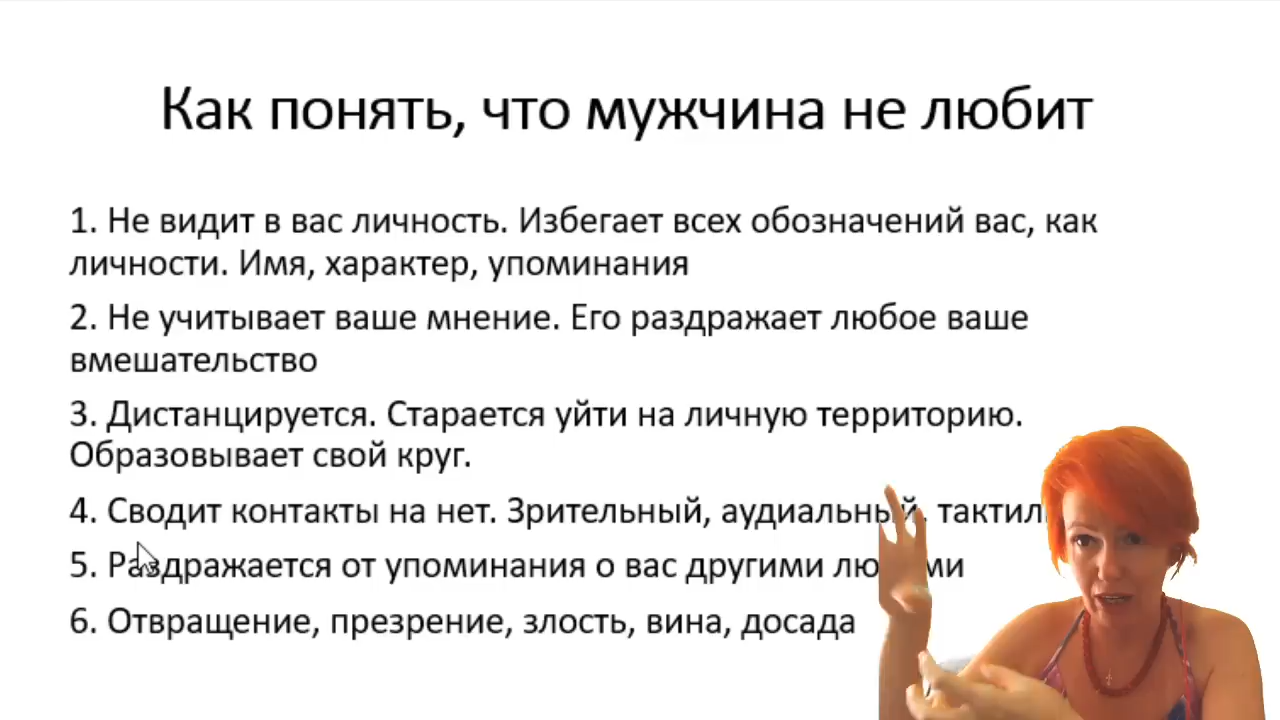 Как понять, что мужчина не любит
1. Не видит в вас личность. Избегает всех обозначений вас, как
личности. Имя, характер, упоминания
2. Не учитывает ваше мнение. Его раздражает любое ваше
вмешательство
3. Дистанцируется. Старается уйти на личную территорию.
Образовывает свой круг.
4. Сводит контакты на нет. Зрительный, аудиальный,
5. Раздражается от упоминания о вас другими людьми
6. Отвращение, презрение, злость, вина, досада